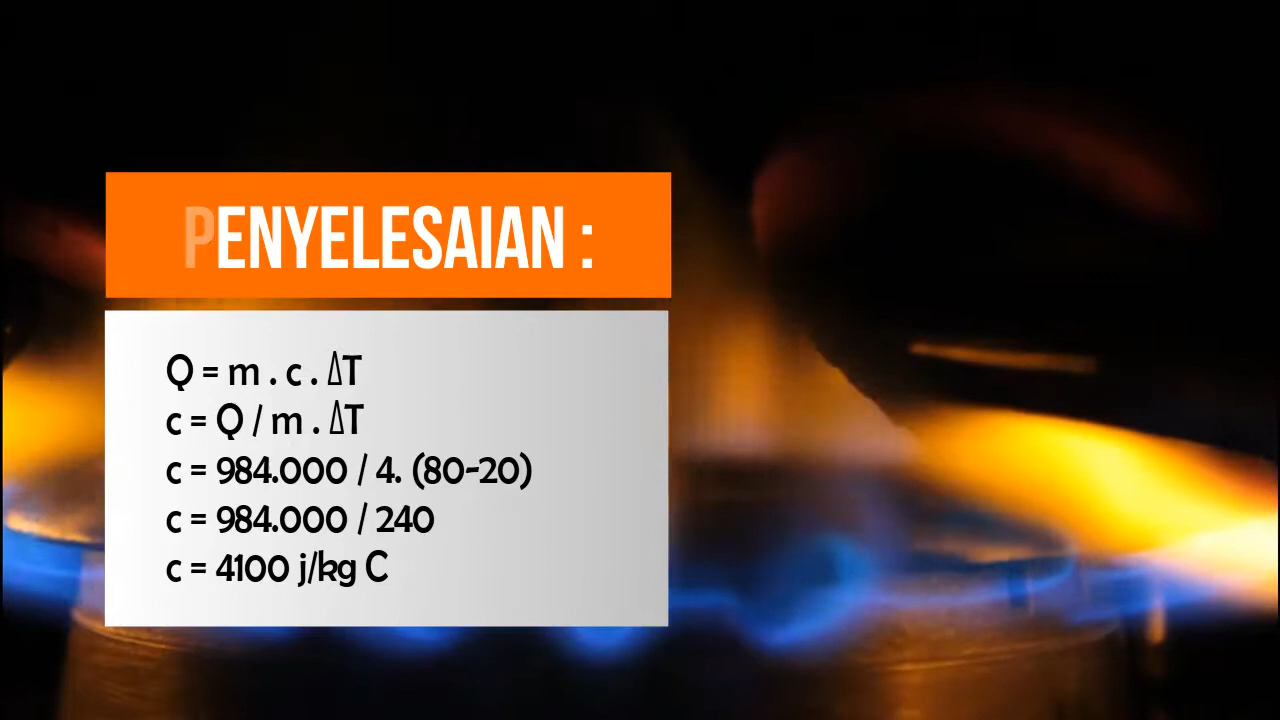 PENYELESAIAN :
Q = m . c . ΔT
c = Q / m . ΔT
c = 984.000 / 4. (80-20)
c = 984.000 / 240
c = 4100 j/kg C